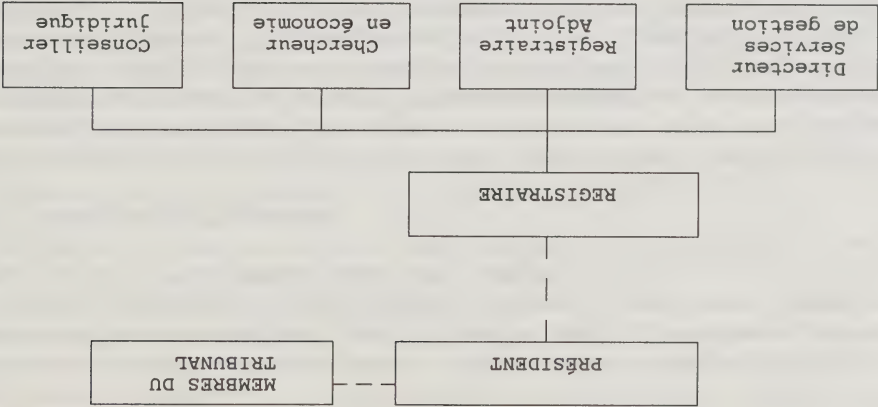 PRÉSIDENT
MEMBRES DU
TRIBUNAL
REGISTRAIRE
Directeur
Services
de gestion
Registraire
Adjoint
Chercheur
en économie
Conseiller
juridique